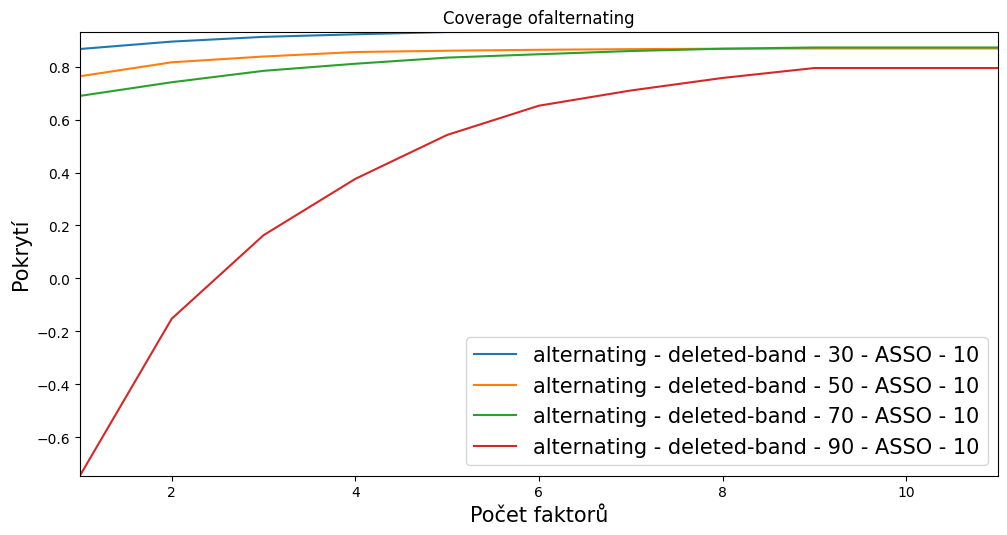 Coverage ofalternating
Pokrytí
0.8
0.6
0.4
0.2
0.0
−0.2
−0.4
−0.6
alternating - deleted-band - 30 - ASSO - 10
alternating - deleted-band - 50 - ASSO - 10
alternating - deleted-band - 70 - ASSO - 10
alternating - deleted-band - 90 - ASSO - 10
2 4 6 8 10
Počet faktorů